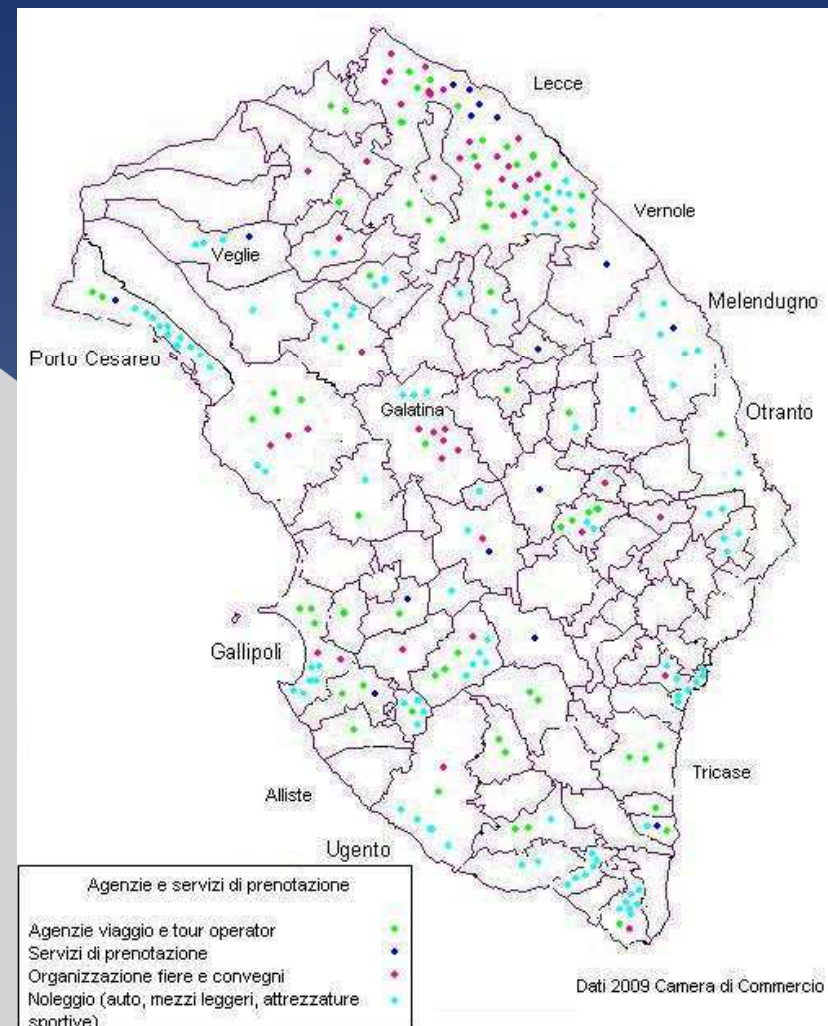 Lecce
Vernole
Veglie
Melendugno
Porto Cesareo
Galatina
Otranto
Gallipoli
Tricase
Alliste
Ugento
Agenzie e servizi di prenotazione
Agenzie viaggio e tour operator
Servizi di prenotazione
Organizzazione fiere e convegni
Noleggio (auto, mezzi leggeri, attrezzature
sportive)
Dati 2009 Camera di Commercio